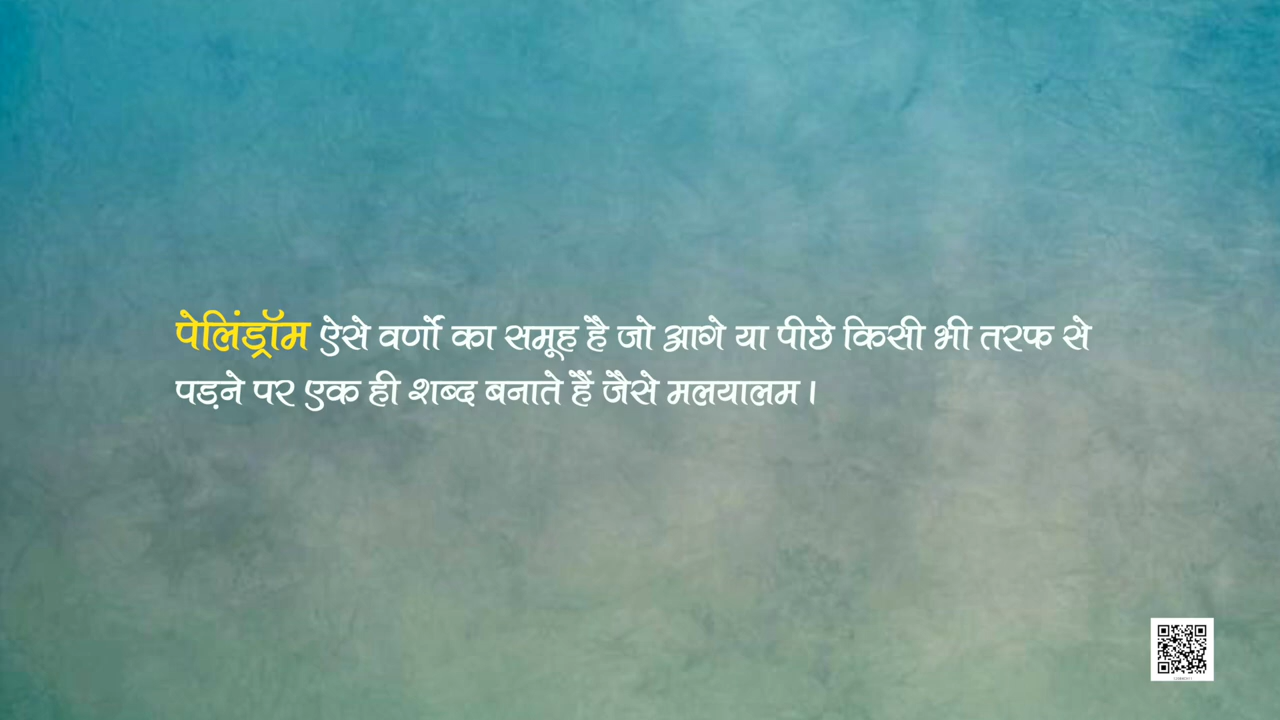 पेलिंड्रॉम ऐसे वर्णो का समूह है जो आगे या पीछे किसी भी तरफ से
पड़ने पर एक ही शब्द बनाते हैं जैसे मलयालम।